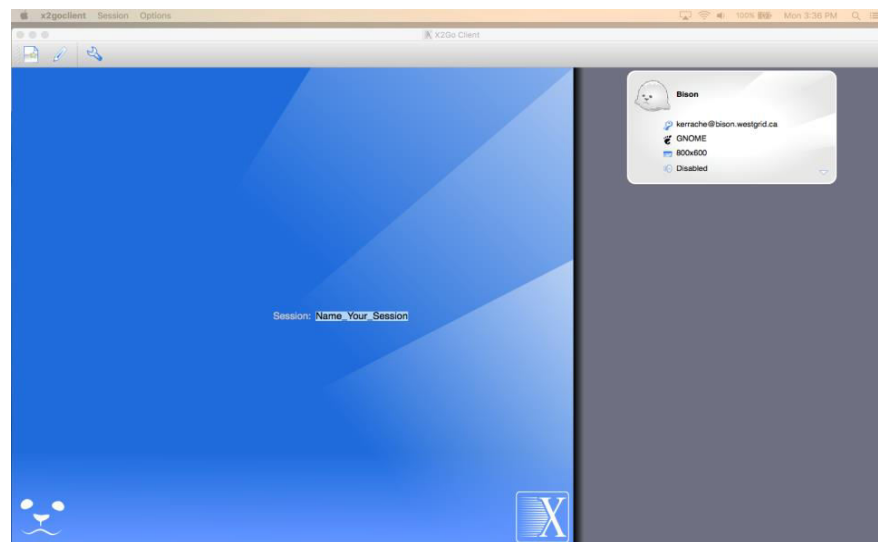 x2goclient Session Options 100% Mon 3:36 PM
X2Go Client
Bison
kerrache@bison.westgrid.ca
GNOME
800x600
Disabled
Session: Name_Your_Session
X